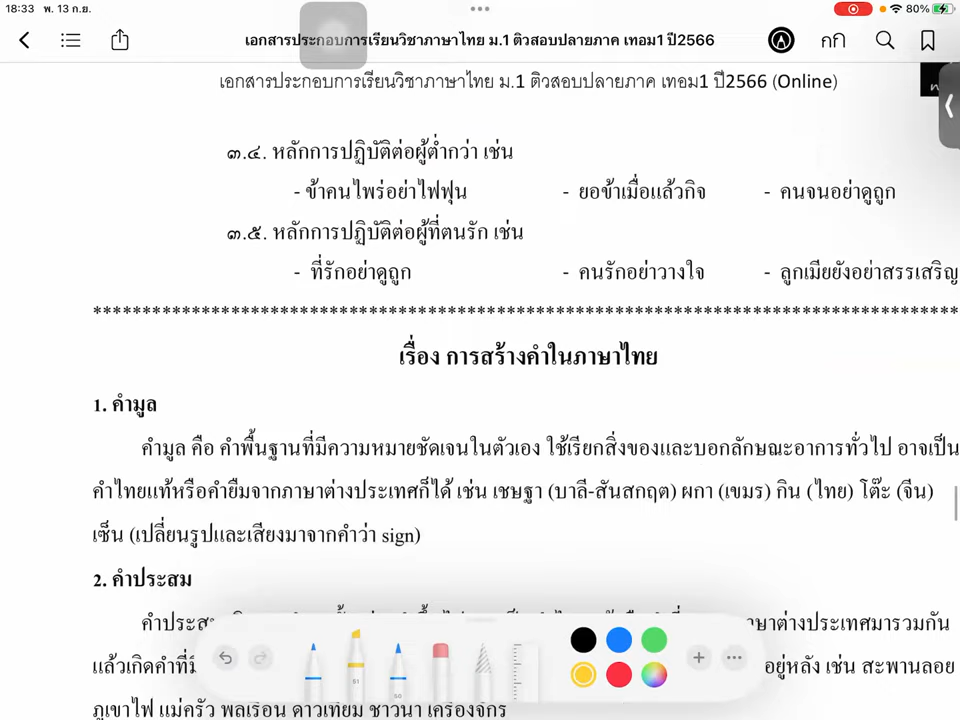 18:33 พ. 13 ก.ย. 80%
เอกสารประกอบการเรียนวิชาภาษาไทย ม.1 ติวสอบปลายภาค เทอม1 ปี2566
เอกสารประกอบการเรียนวิชาภาษาไทย ม.1 ติวสอบปลายภาค เทอม1 ปี2566 (Online)
๓.๔. หลักการปฏิบัติต่อผู้ต่ำกว่า เช่น
- ข้าคนไพร่อย่าไฟฟุน - ยอข้าเมื่อแล้วกิจ - คนจนอย่าดูถูก
๓.๕. หลักการปฏิบัติต่อผู้ที่ตนรัก เช่น
- ที่รักอย่าดูถูก - คนรักอย่าวางใจ - ลูกเมียยังอย่าสรรเสริญ
เรื่อง การสร้างคำในภาษาไทย
1. คำมูล
คำมูล คือ คำพื้นฐานที่มีความหมายชัดเจนในตัวเอง ใช้เรียกสิ่งของและบอกลักษณะอาการทั่วไป อาจเป็น
คำไทยแท้หรือคำยืมจากภาษาต่างประเทศก็ได้ เช่น เชษฐา (บาลี-สันสกฤต) ผกา (เขมร) กิน (ไทย) โต๊ะ (จีน)
เซ็น (เปลี่ยนรูปและเสียงมาจากคำว่า sign)
2. คำประสม
คำประสม ภาษาต่างประเทศมารวมกัน
แล้วเกิดคำที่ อยู่หลัง เช่น สะพานลอย
ภูเขาไฟ แม่ครัว พลเรือน ดาวเทียม ชาวนา เครื่องจักร